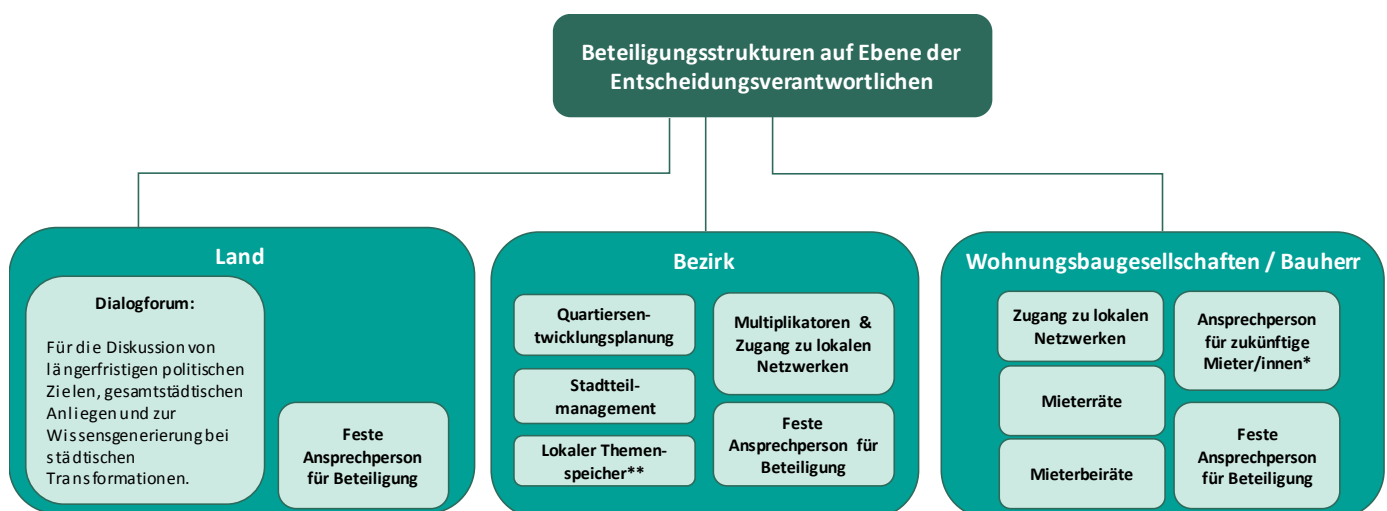 Beteiligungsstrukturen auf Ebene der
Entscheidungsverantwortlichen
Land
Dialogforum:
Für die Diskussion von
längerfristigen politischen
Zielen, gesamtstädtischen
Anliegen und zur
Wissensgenerierung bei
städtischen
Transformationen.
Feste
Ansprechperson
für Beteiligung
Bezirk
Quartiersen-
twicklungsplanung
Stadtteil-
management
Lokaler Themen-
speicher**
Multiplikatoren &
Zugang zu lokalen
Netzwerken
Feste
Ansprechperson für
Beteiligung
Wohnungsbaugesellschaften / Bauherr
Zugang zu lokalen
Netzwerken
Mieterräte
Mieterbeiräte
Ansprechperson
für zukünftige
Mieter/innen*
Feste
Ansprechperson
für Beteiligung